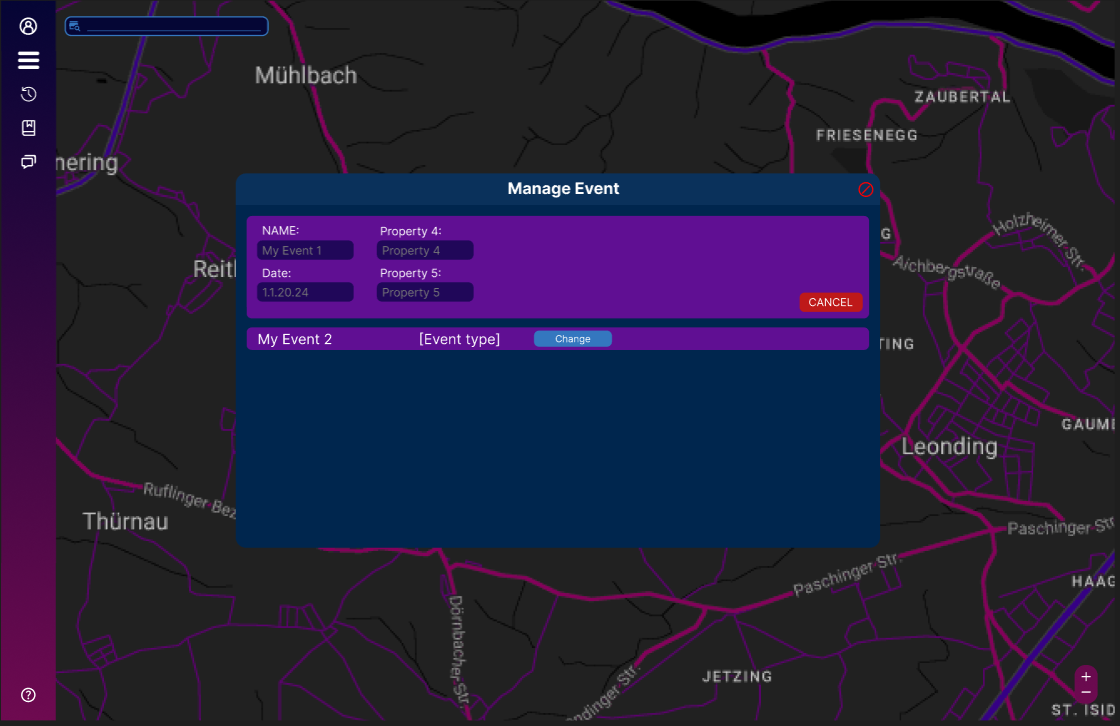 Mühlbach
ZAUBERTAL
FRIESENEGG
nering
Manage Event
NAME:
Property 4:
My Event 1
Property 4
Date:
Property 5:
1.1.20.24
Property 5
CANCEL
My Event 2 [Event type] Change
Holzheimer Str.
G
Aichbergstraße
Reitl
TING
GAUM
Leonding
Ruflinger Bez
Thürnau
Paschinger Str
Paschinger Str.
HAAG
Dörnbacher Str.
JETZING
ndinger Str.
+
−
ST. ISID